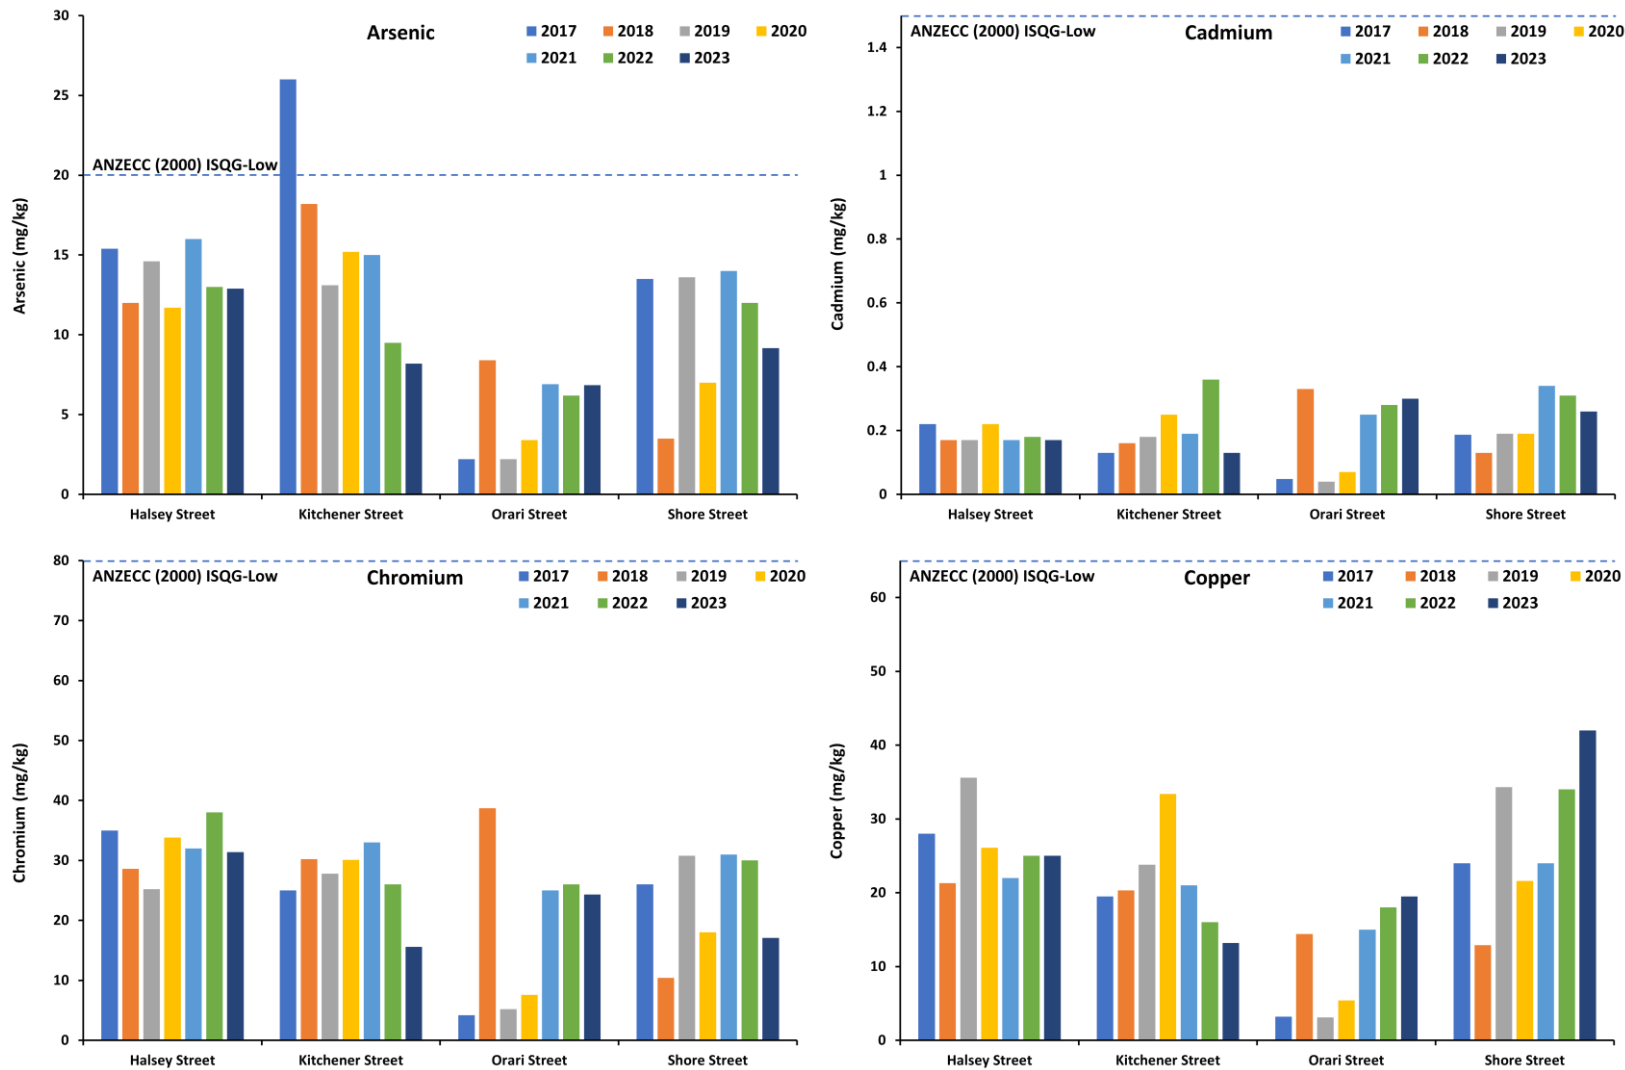 Arsenic
2017 2018 2019 2020
2021 2022 2023
ANZECC (2000) ISQG-Low
Arsenic (mg/kg)
30
25
20
15
10
5
0
Halsey Street Kitchener Street Orari Street Shore Street
ANZECC (2000) ISQG-Low
Cadmium
2017 2018 2019 2020
2021 2022 2023
Cadmium (mg/kg)
1.4
1.2
1
0.8
0.6
0.4
0.2
0
Halsey Street Kitchener Street Orari Street Shore Street
ANZECC (2000) ISQG-Low
Chromium
2017 2018 2019 2020
2021 2022 2023
Chromium (mg/kg)
80
70
60
50
40
30
20
10
0
Halsey Street Kitchener Street Orari Street Shore Street
ANZECC (2000) ISQG-Low
Copper
2017 2018 2019 2020
2021 2022 2023
Copper (mg/kg)
60
50
40
30
20
10
0
Halsey Street Kitchener Street Orari Street Shore Street